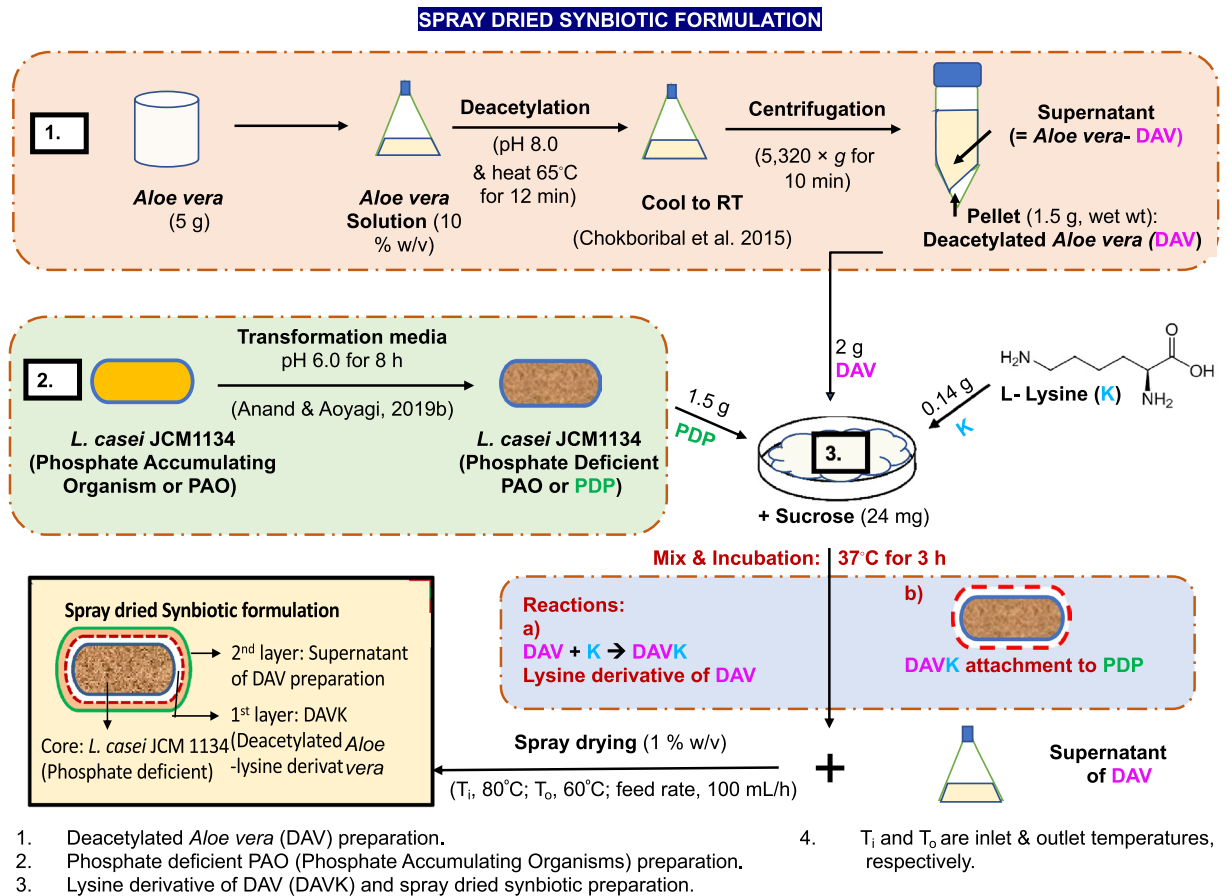 SPRAY DRIED SYNBIOTIC FORMULATION
1.
Aloe vera
(5 g)
Aloe vera
Solution (10
% w/v)
Deacetylation
(pH 8.0
& heat 65°C
for 12 min)
Cool to RT
(Chokboribal et al. 2015)
Centrifugation
(5,320 × g for
10 min)
Supernatant
(= Aloe vera- DAV)
Pellet (1.5 g, wet wt):
Deacetylated Aloe vera (DAV)
2.
Transformation media
pH 6.0 for 8 h
(Anand & Aoyagi, 2019b)
L. casei JCM1134
(Phosphate Accumulating
Organism or PAO)
L. casei JCM1134
(Phosphate Deficient
PAO or PDP)
1.5 g
PDP
2 g
DAV
H2N
O
OH
NH2
L- Lysine (K)
0.14 g
K
3.
+ Sucrose (24 mg)
Mix & Incubation: 37°C for 3 h
Reactions:
a)
DAV + K → DAVK
Lysine derivative of DAV
b)
DAVK attachment to PDP
+
Supernatant
of DAV
Spray drying (1 % w/v)
(Ti, 80°C; To, 60°C; feed rate, 100 mL/h)
Spray dried Synbiotic formulation
2nd layer: Supernatant
of DAV preparation
1st layer: DAVK
(Deacetylated Aloe
-lysine derivat vera
Core: L. casei JCM 1134
(Phosphate deficient)
1. Deacetylated Aloe vera (DAV) preparation.
2. Phosphate deficient PAO (Phosphate Accumulating Organisms) preparation.
3. Lysine derivative of DAV (DAVK) and spray dried synbiotic preparation.
4. Ti and To are inlet & outlet temperatures,
respectively.